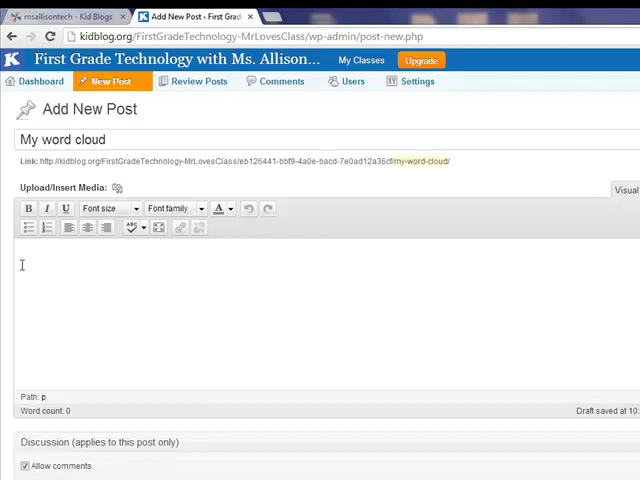 msallisontech - Kid Blogs
Add New Post ‹ First Grad
kidblog.org/FirstGradeTechnology-MrLovesClass/wp-admin/post-new.php
K First Grade Technology with Ms. Allison... My Classes Upgrade
Dashboard New Post Review Posts Comments Users Settings
Add New Post
My word cloud
Link: http://kidblog.org/FirstGradeTechnology-MrLovesClass/eb126441-bbf9-4a0e-bacd-7e0ad12a36cf/my-word-cloud/
Upload/Insert Media:
Visual
B I U Font size Font family A
ABC
Path: p
Word count: 0 Draft saved at 10:
Discussion (applies to this post only)
Allow comments.